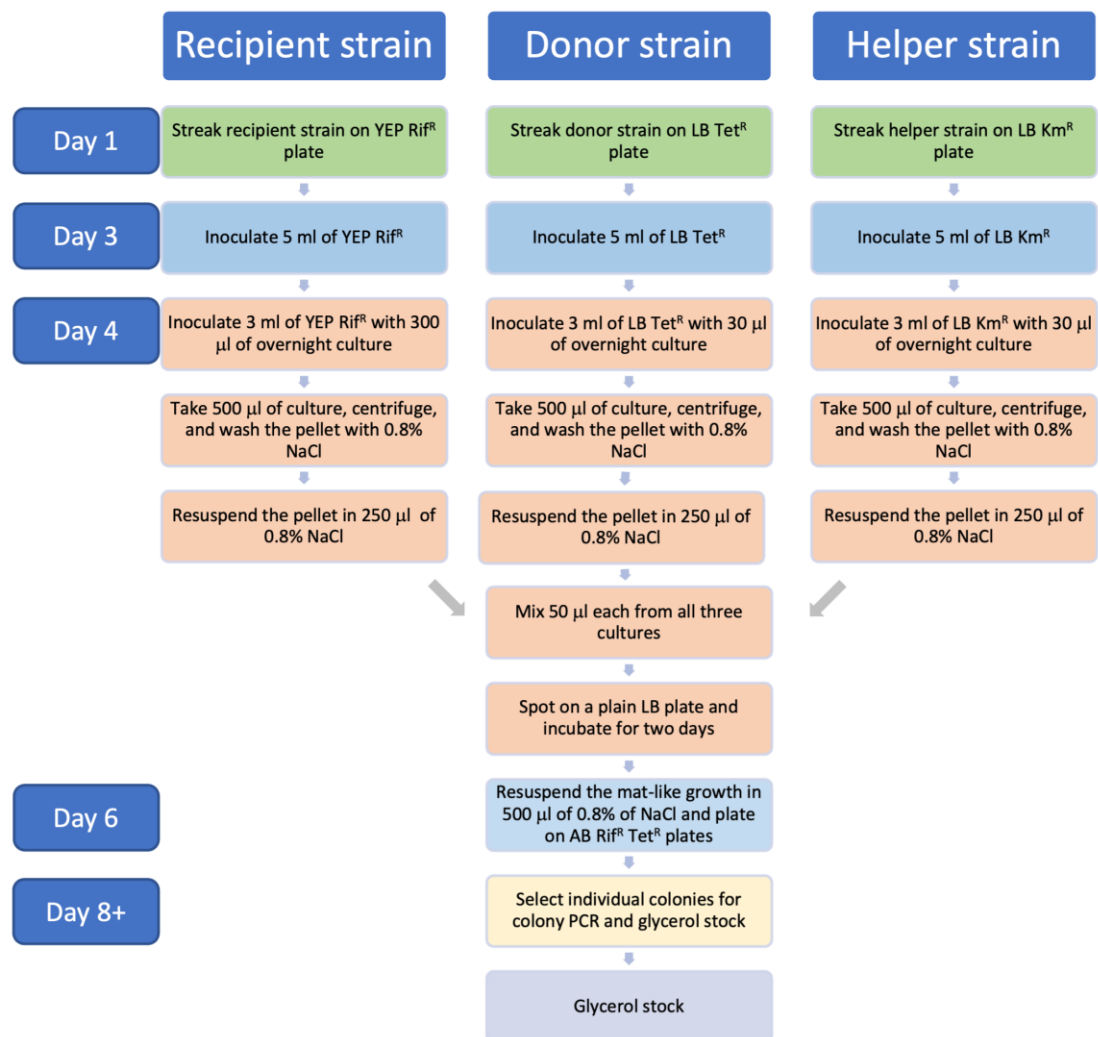 Recipient strain
Donor strain
Helper strain
Day 1
Streak recipient strain on YEP Rifᴿ
plate
Streak donor strain on LB Tetᴿ
plate
Streak helper strain on LB Kmᴿ
plate
Day 3
Inoculate 5 ml of YEP Rifᴿ
Inoculate 5 ml of LB Tetᴿ
Inoculate 5 ml of LB Kmᴿ
Day 4
Inoculate 3 ml of YEP Rifᴿ with 300
μl of overnight culture
Inoculate 3 ml of LB Tetᴿ with 30 μl
of overnight culture
Inoculate 3 ml of LB Kmᴿ with 30 μl
of overnight culture
Take 500 μl of culture, centrifuge,
and wash the pellet with 0.8%
NaCl
Take 500 μl of culture, centrifuge,
and wash the pellet with 0.8%
NaCl
Take 500 μl of culture, centrifuge,
and wash the pellet with 0.8%
NaCl
Resuspend the pellet in 250 μl of
0.8% NaCl
Resuspend the pellet in 250 μl of
0.8% NaCl
Resuspend the pellet in 250 μl of
0.8% NaCl
Mix 50 μl each from all three
cultures
Spot on a plain LB plate and
incubate for two days
Day 6
Resuspend the mat-like growth in
500 μl of 0.8% of NaCl and plate
on AB Rifᴿ Tetᴿ plates
Day 8+
Select individual colonies for
colony PCR and glycerol stock
Glycerol stock